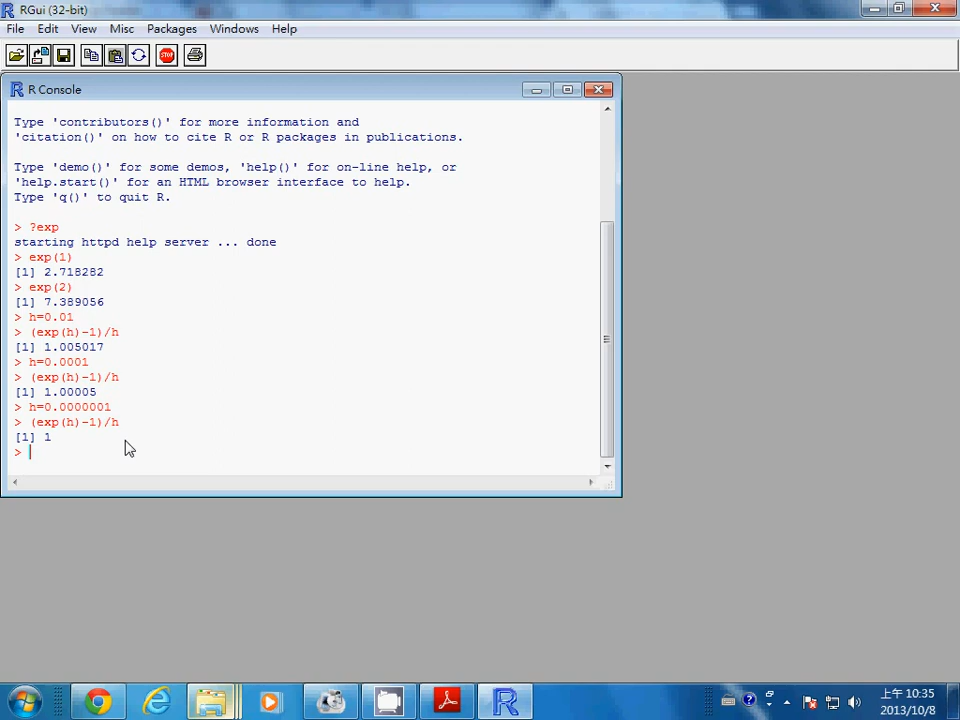 RGui (32-bit)
File Edit View Misc Packages Windows Help
STOP
R Console
Type 'contributors()' for more information and
'citation()' on how to cite R or R packages in publications.
Type 'demo()' for some demos, 'help()' for on-line help, or
'help.start()' for an HTML browser interface to help.
Type 'q()' to quit R.
> ?exp
starting httpd help server ... done
> exp(1)
[1] 2.718282
> exp(2)
[1] 7.389056
> h=0.01
> (exp(h)-1)/h
[1] 1.005017
> h=0.0001
> (exp(h)-1)/h
[1] 1.00005
> h=0.0000001
> (exp(h)-1)/h
[1] 1
>
上午 10:35
2013/10/8